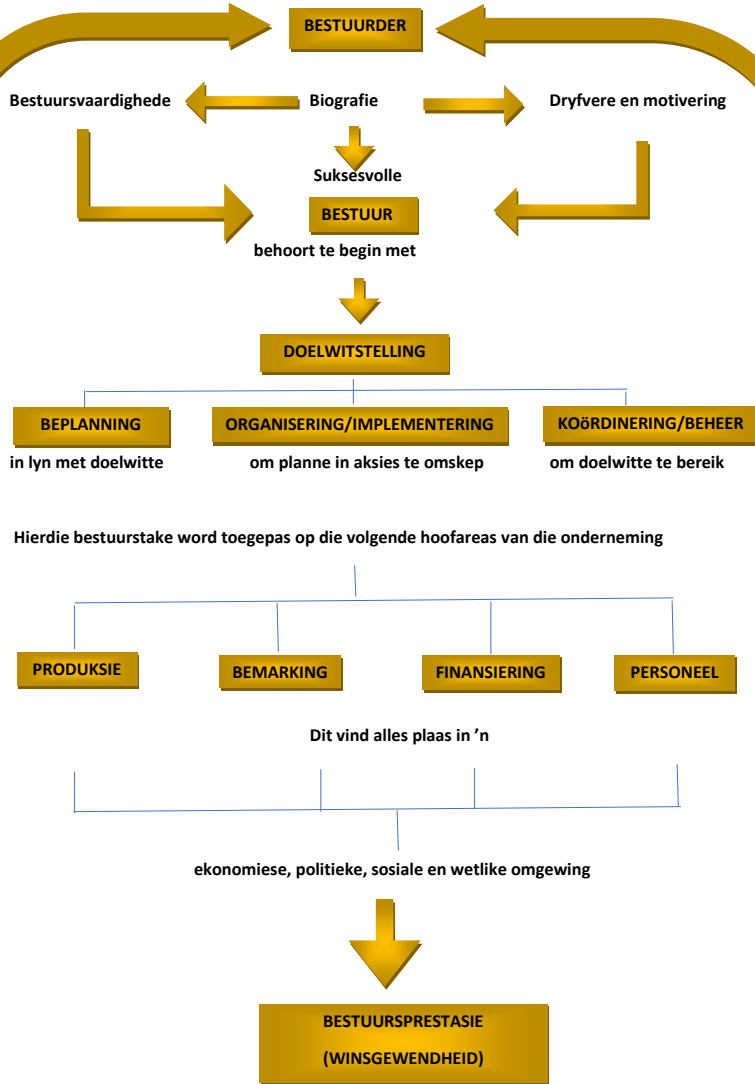 BESTUURDER
Bestuursvaardighede
Biografie
Dryfvere en motivering
Suksesvolle
BESTUUR
behoort te begin met
DOELWITSTELLING
BEPLANNING
ORGANISERING/IMPLEMENTERING
KOöRDINERING/BEHEER
in lyn met doelwitte
om planne in aksies te omskep
om doelwitte te bereik
Hierdie bestuurstake word toegepas op die volgende hoofareas van die onderneming
PRODUKSIE
BEMARKING
FINANSIERING
PERSONEEL
Dit vind alles plaas in ’n
ekonomiese, politieke, sosiale en wetlike omgewing
BESTUURSPRESTASIE
(WINSGEWENDHEID)